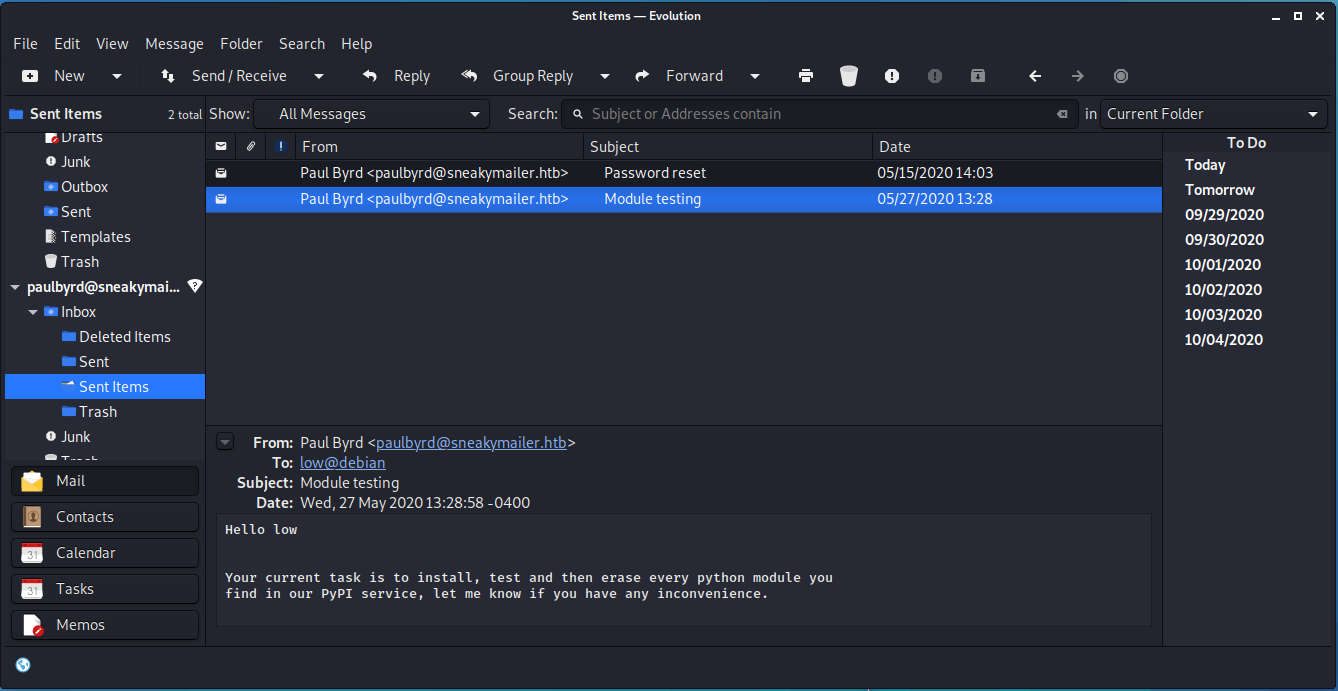 Sent Items — Evolution
File Edit View Message Folder Search Help
New Send / Receive Reply Group Reply Forward
Sent Items 2 total Show: All Messages Search: Subject or Addresses contain in Current Folder
Drafts
Junk
Outbox
Sent
Templates
Trash
paulbyrd@sneakymai...
Inbox
Deleted Items
Sent
Sent Items
Trash
Junk
Trash
Mail
Contacts
31 Calendar
31 Tasks
Memos
From Subject Date
Paul Byrd <paulbyrd@sneakymailer.htb> Password reset 05/15/2020 14:03
Paul Byrd <paulbyrd@sneakymailer.htb> Module testing 05/27/2020 13:28
From: Paul Byrd <paulbyrd@sneakymailer.htb>
To: low@debian
Subject: Module testing
Date: Wed, 27 May 2020 13:28:58 -0400
Hello low
Your current task is to install, test and then erase every python module you
find in our PyPI service, let me know if you have any inconvenience.
To Do
Today
Tomorrow
09/29/2020
09/30/2020
10/01/2020
10/02/2020
10/03/2020
10/04/2020